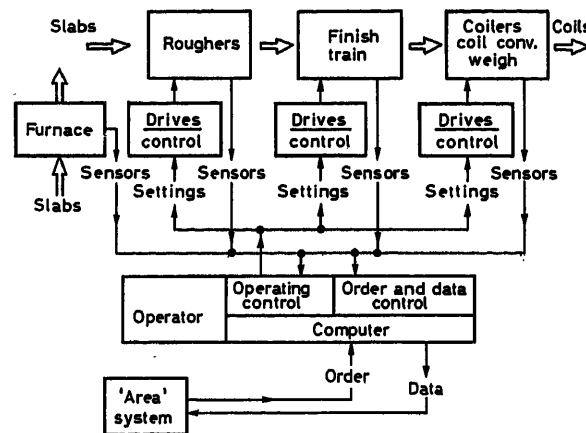 Slabs
Roughers
Finish
train
Coilers
coil conv.
weigh
Coils
Furnace
Drives
control
Drives
control
Drives
control
Sensors
Settings
Sensors
Settings
Sensors
Settings
Sensors
Slabs
Operator
Operating
control
Order and data
control
Computer
Order
Data
'Area'
system